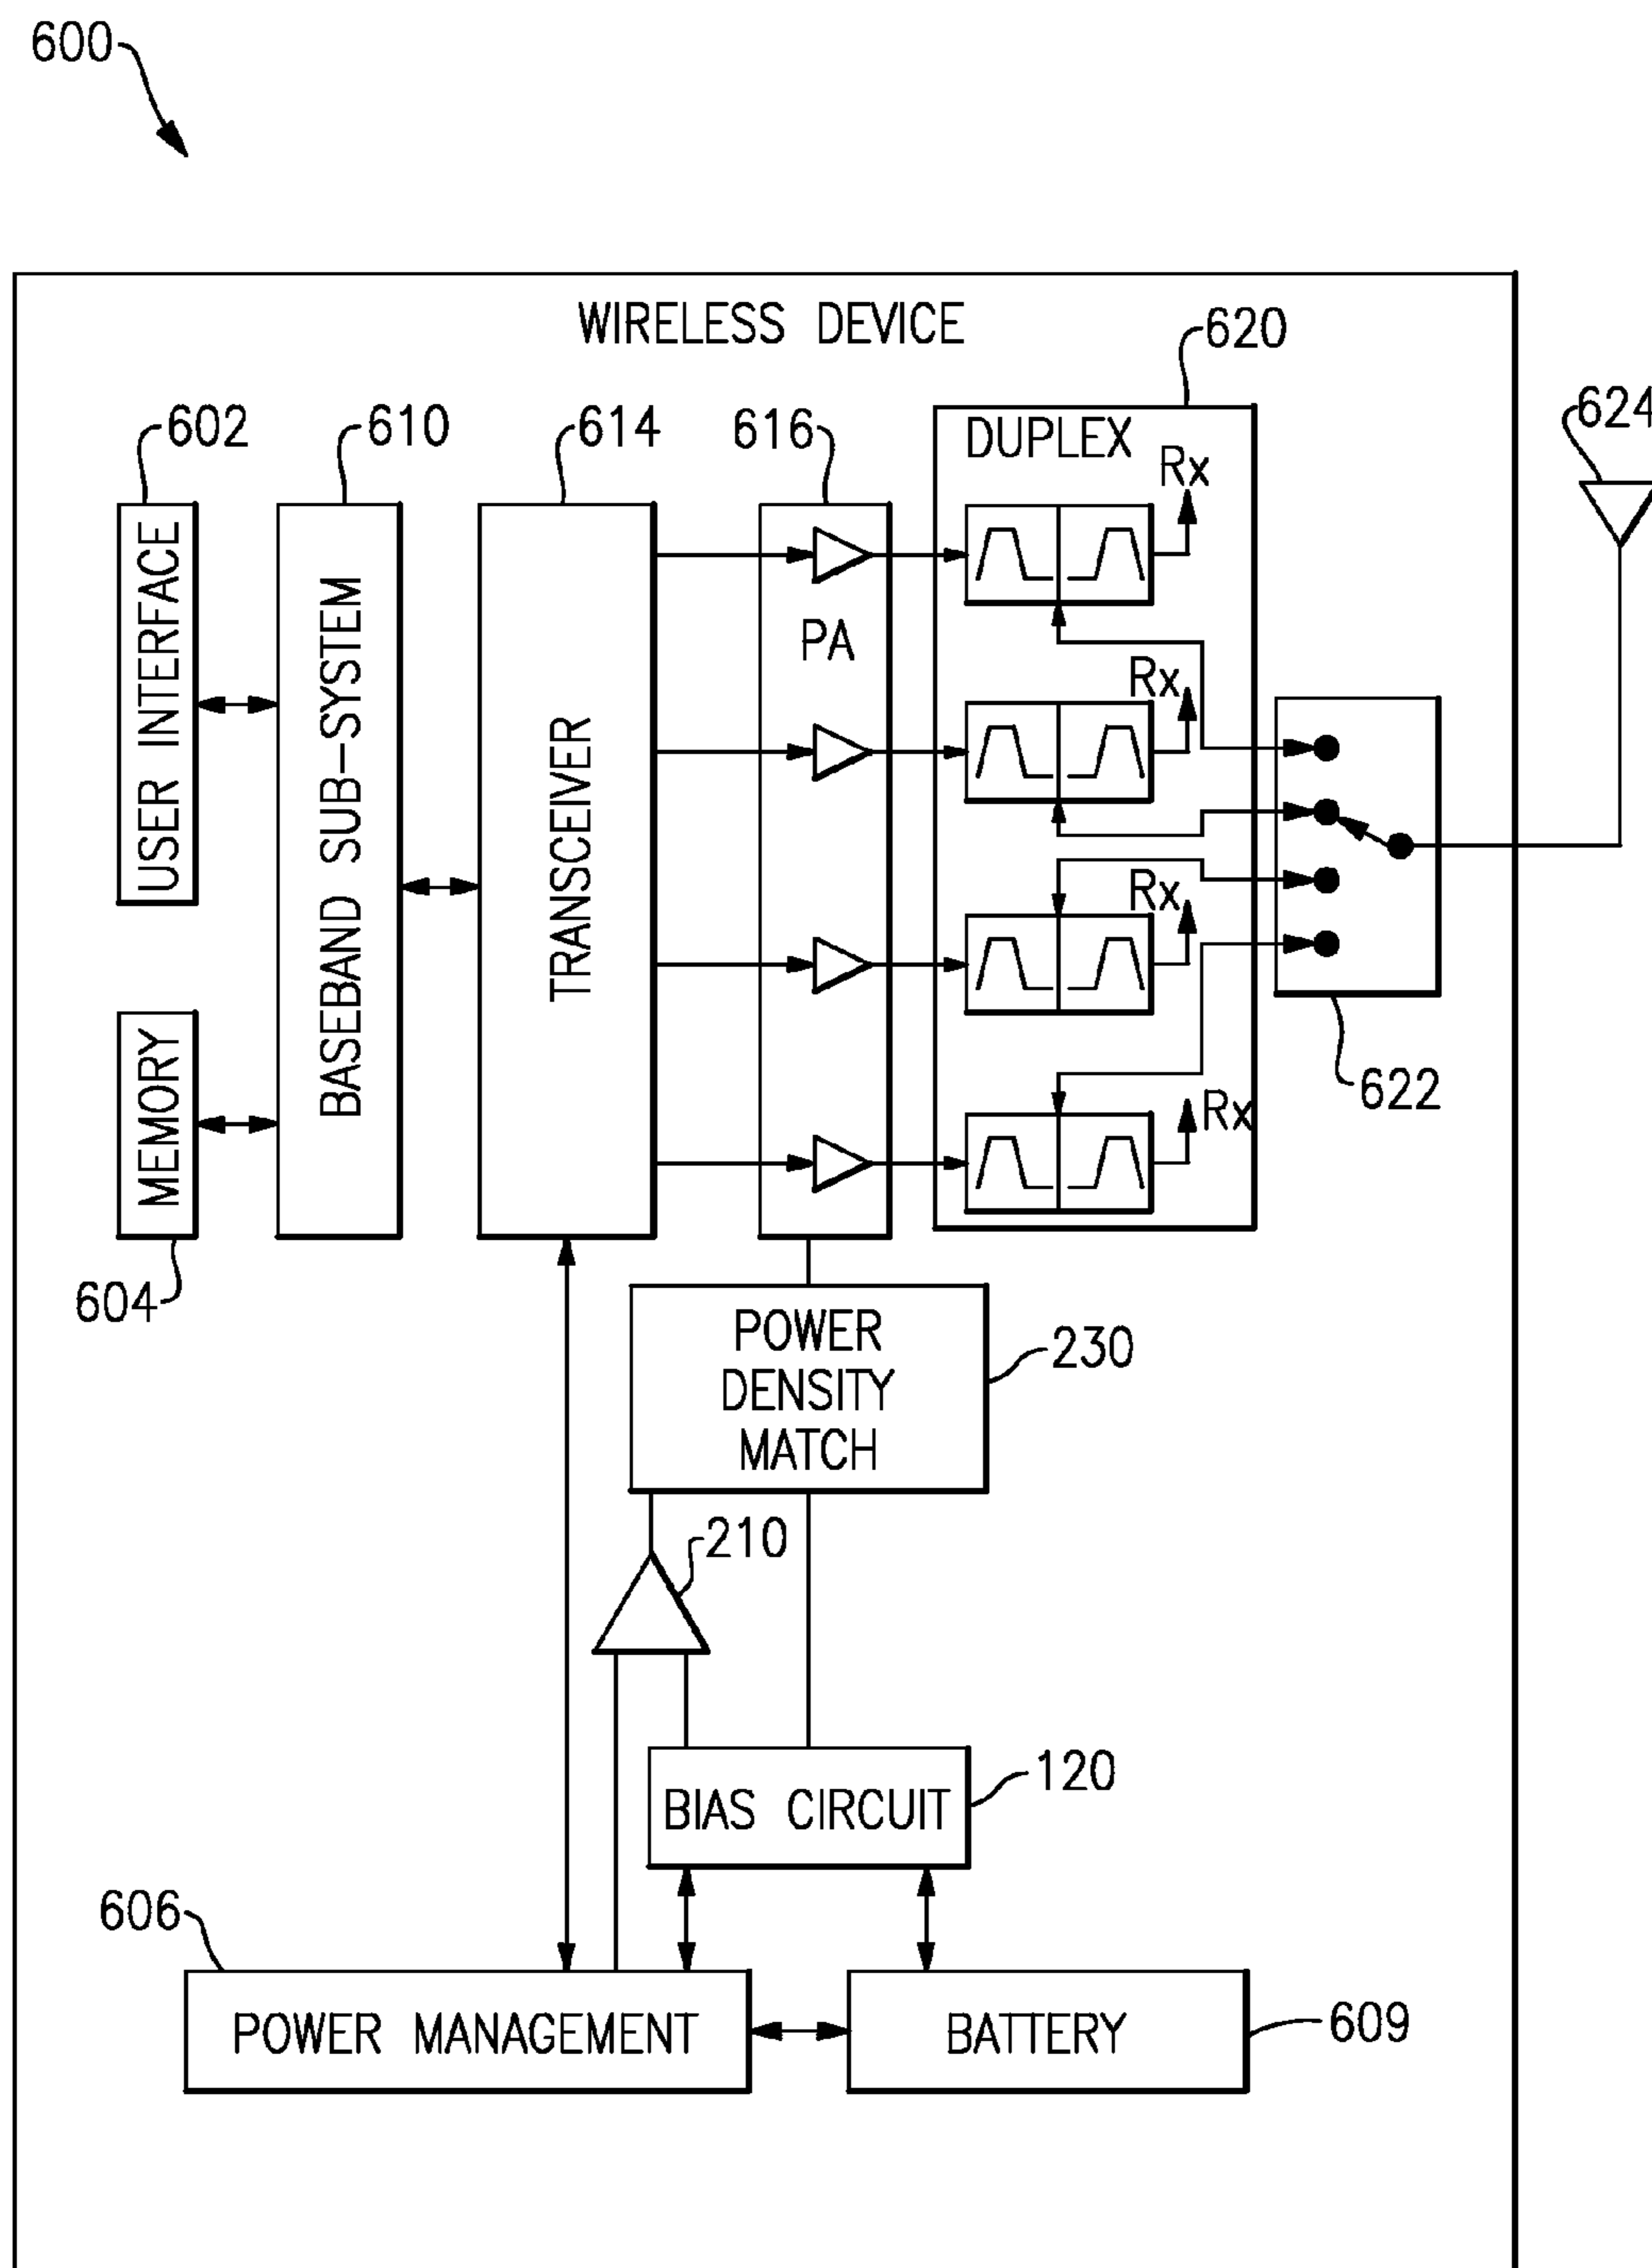 600
WIRELESS DEVICE
620
624
602
610
614
616
DUPLEX
Rx
USER INTERFACE
BASEBAND SUB-SYSTEM
TRANSCEIVER
PA
Rx
Rx
Rx
MEMORY
622
604
POWER
DENSITY
MATCH
230
210
BIAS CIRCUIT
120
606
POWER MANAGEMENT
BATTERY
609